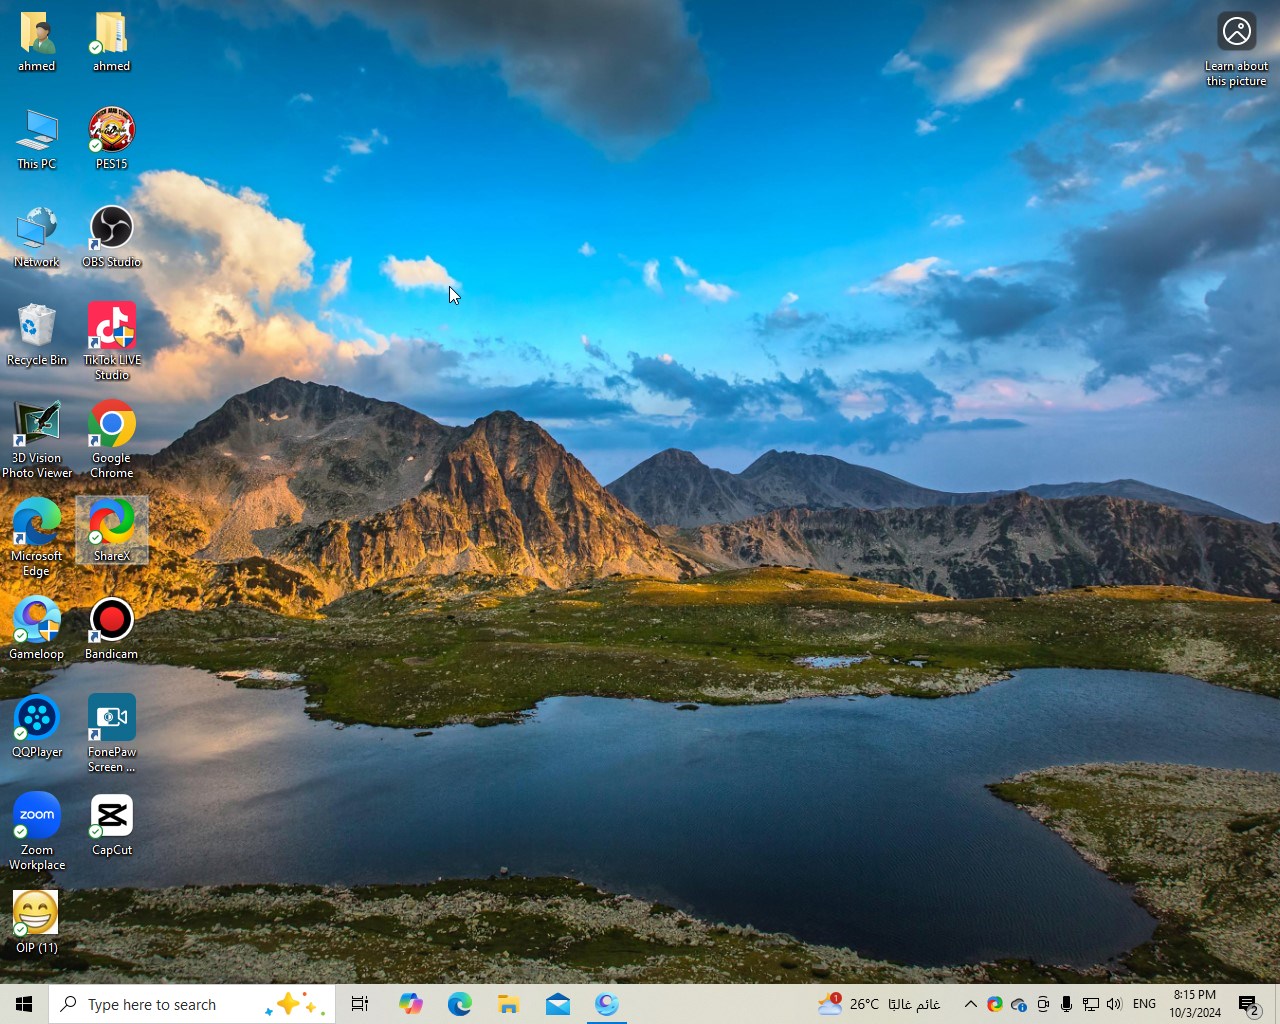 ahmed
ahmed
Learn about
this picture
This PC
PES15
Network
OBS Studio
Recycle Bin
TikTok LIVE
Studio
3D Vision
Photo Viewer
Google
Chrome
Microsoft
Edge
ShareX
Gameloop
Bandicam
QQPlayer
FonePaw
Screen ...
zoom
Zoom
Workplace
CapCut
OIP (11)
Type here to search
1
26°C
غائم غالبًا
ENG
8:15 PM
10/3/2024
2